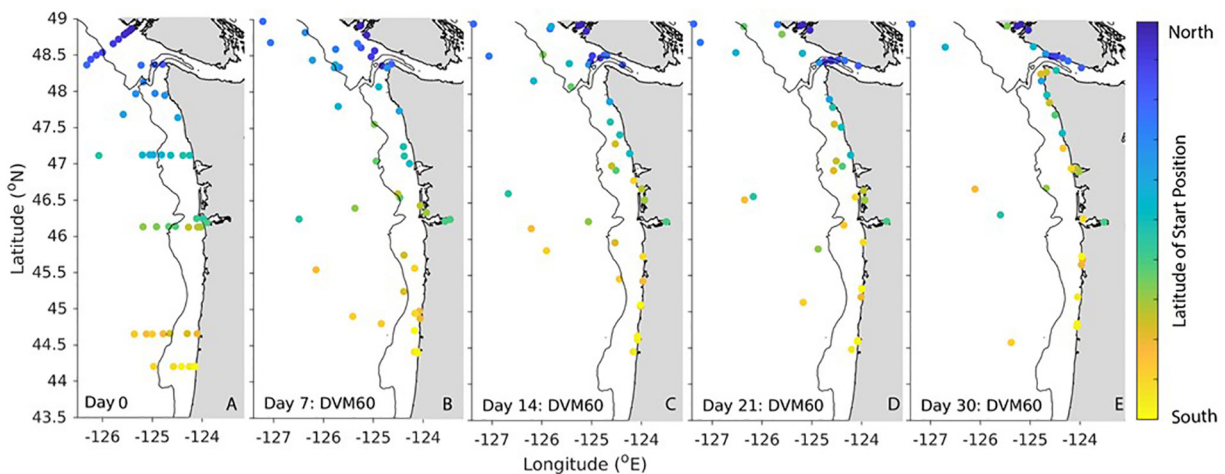 49
48.5
48
47.5
47
46.5
46
45.5
45
44.5
44
43.5
Latitude (°N)
Day 0 A
Day 7: DVM60 B
Day 14: DVM60 C
Day 21: DVM60 D
Day 30: DVM60 E
-126 -125 -124
-127 -126 -125 -124
-127 -126 -125 -124
-127 -126 -125 -124
-127 -126 -125 -124
Longitude (°E)
North
Latitude of Start Position
South